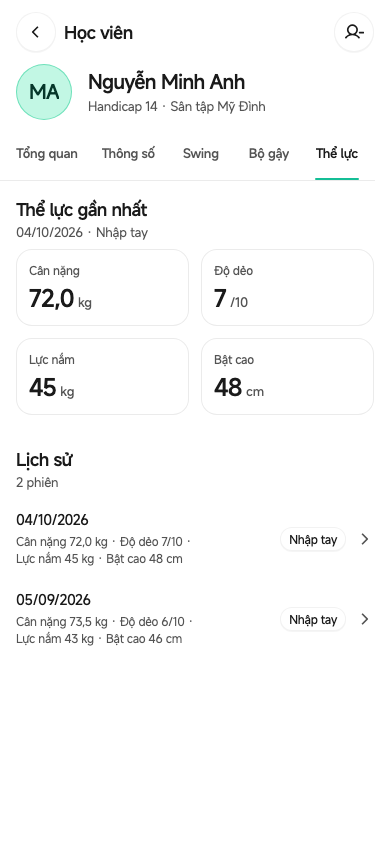 Học viên
MA
Nguyễn Minh Anh
Handicap 14 · Sân tập Mỹ Đình
Tổng quan Thông số Swing Bộ gậy Thể lực
Thể lực gần nhất
04/10/2026 · Nhập tay
Cân nặng Độ dẻo
72,0 kg 7 /10
Lực nắm Bật cao
45 kg 48 cm
Lịch sử
2 phiên
04/10/2026
Cân nặng 72,0 kg · Độ dẻo 7/10 ·
Lực nắm 45 kg · Bật cao 48 cm
Nhập tay
05/09/2026
Cân nặng 73,5 kg · Độ dẻo 6/10 ·
Lực nắm 43 kg · Bật cao 46 cm
Nhập tay